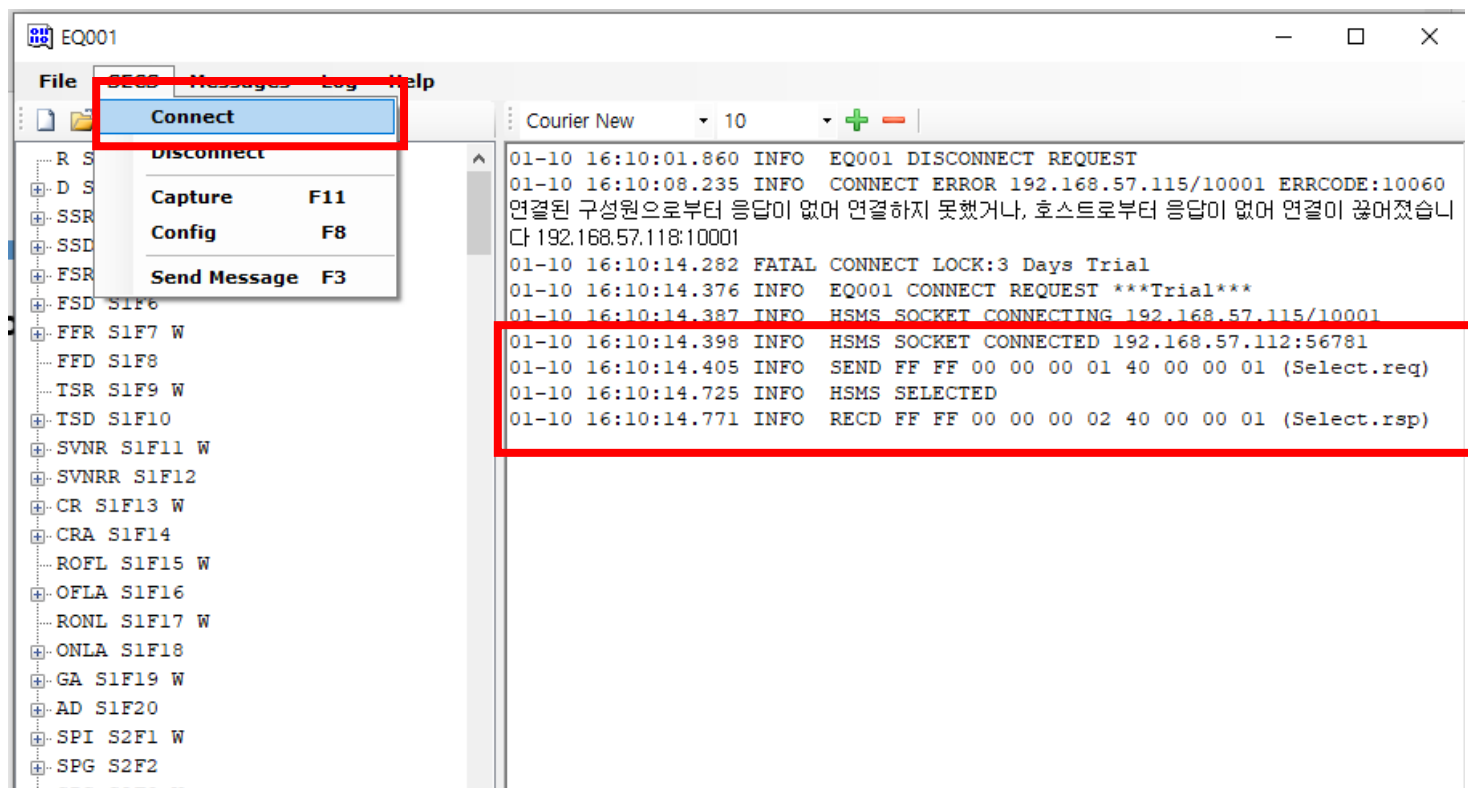 EQ001
File SECS Messages Log Help
Connect
Disconnect
Capture F11
Config F8
Send Message F3
Courier New 10
R S
D S
SSR
SSD
FSR
FSD S1F6
FFR S1F7 W
FFD S1F8
TSR S1F9 W
TSD S1F10
SVNR S1F11 W
SVNRR S1F12
CR S1F13 W
CRA S1F14
ROFL S1F15 W
OFLA S1F16
RONL S1F17 W
ONLA S1F18
GA S1F19 W
AD S1F20
SPI S2F1 W
SPG S2F2
01-10 16:10:01.860 INFO EQ001 DISCONNECT REQUEST
01-10 16:10:08.235 INFO CONNECT ERROR 192.168.57.115/10001 ERRCODE:10060
연결된 구성원으로부터 응답이 없어 연결하지 못했거나, 호스트로부터 응답이 없어 연결이 끊어졌습니
다 192.168.57.118:10001
01-10 16:10:14.282 FATAL CONNECT LOCK:3 Days Trial
01-10 16:10:14.376 INFO EQ001 CONNECT REQUEST ***Trial***
01-10 16:10:14.387 INFO HSMS SOCKET CONNECTING 192.168.57.115/10001
01-10 16:10:14.398 INFO HSMS SOCKET CONNECTED 192.168.57.112:56781
01-10 16:10:14.405 INFO SEND FF FF 00 00 00 01 40 00 00 01 (Select.req)
01-10 16:10:14.725 INFO HSMS SELECTED
01-10 16:10:14.771 INFO RECD FF FF 00 00 00 02 40 00 00 01 (Select.rsp)